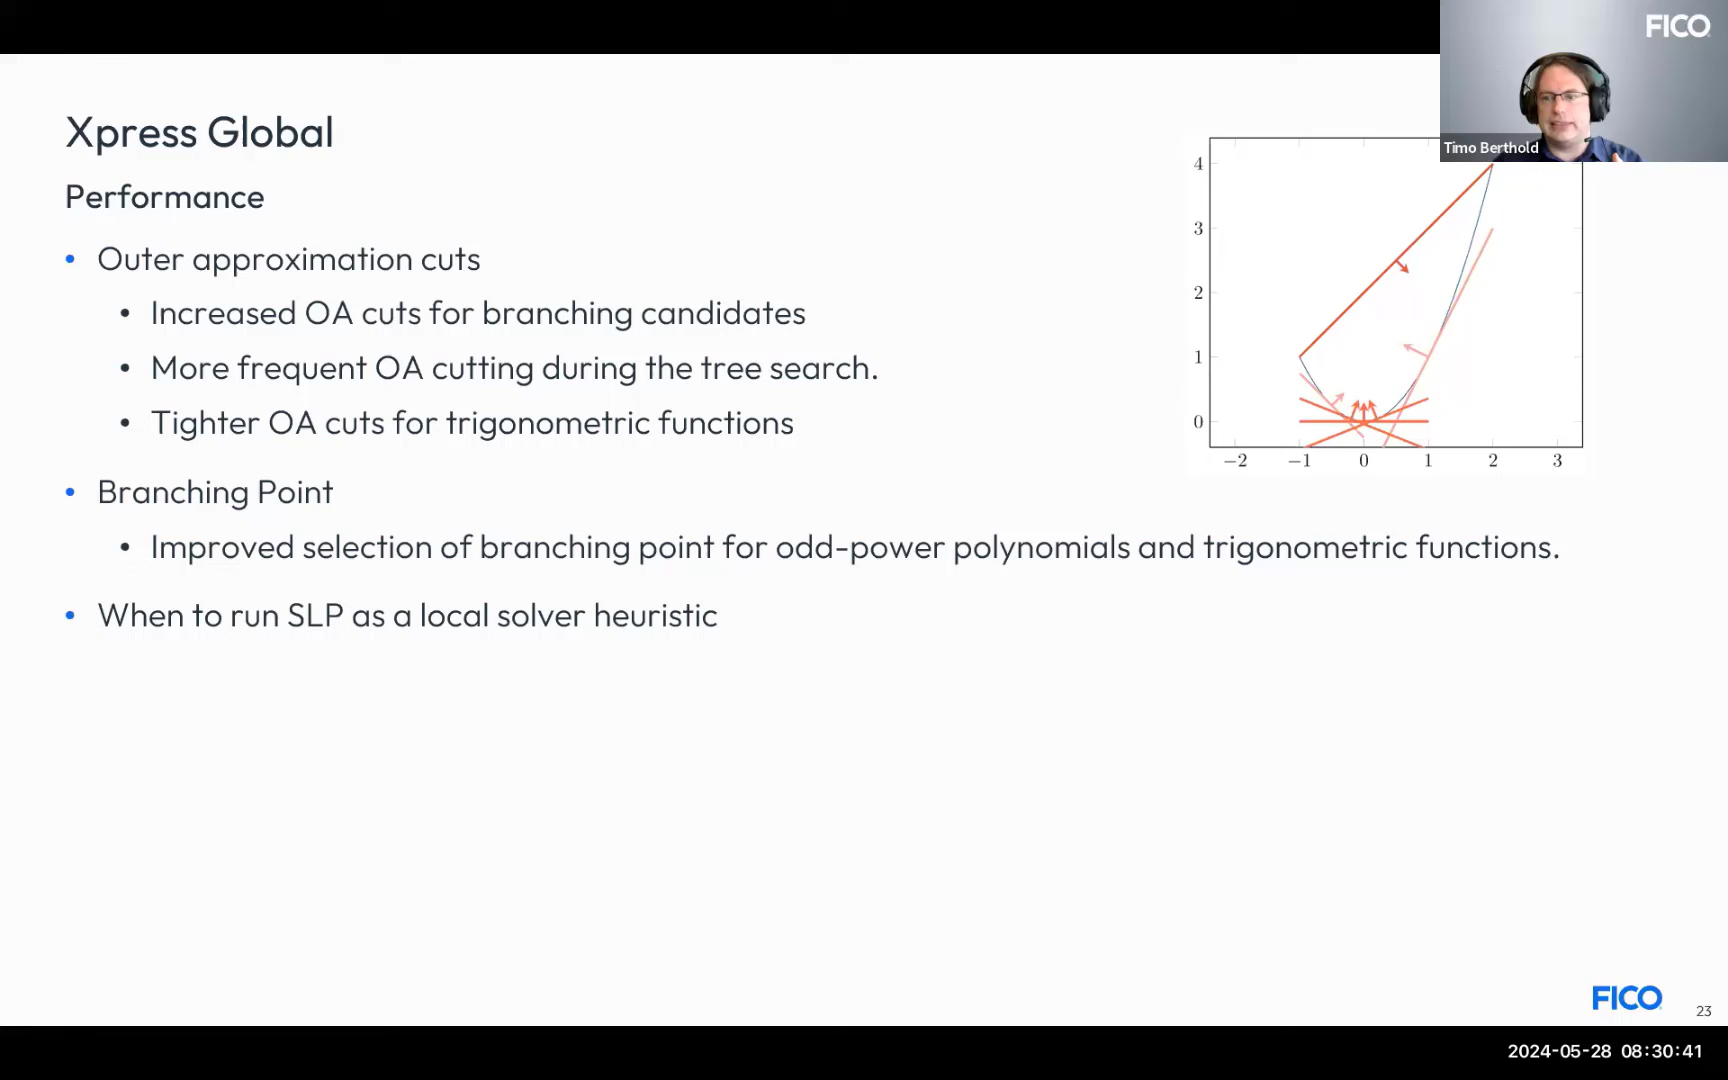 FICO
Timo Berthold
Xpress Global
Performance
• Outer approximation cuts
• Increased OA cuts for branching candidates
• More frequent OA cutting during the tree search.
• Tighter OA cuts for trigonometric functions
• Branching Point
• Improved selection of branching point for odd-power polynomials and trigonometric functions.
• When to run SLP as a local solver heuristic
4
3
2
1
0
−2 −1 0 1 2 3
FICO
23
2024-05-28 08:30:41